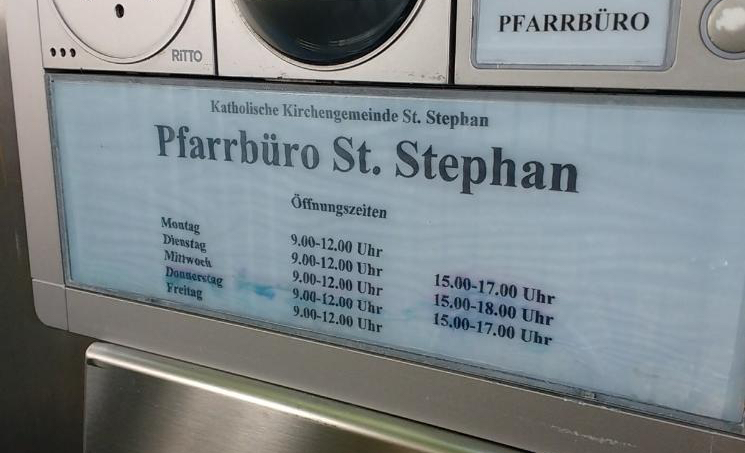 RITTO
PFARRBÜRO
Katholische Kirchengemeinde St. Stephan
Pfarrbüro St. Stephan
Öffnungszeiten
Montag 9.00-12.00 Uhr
Dienstag 9.00-12.00 Uhr 15.00-17.00 Uhr
Mittwoch 9.00-12.00 Uhr 15.00-18.00 Uhr
Donnerstag 9.00-12.00 Uhr 15.00-17.00 Uhr
Freitag 9.00-12.00 Uhr